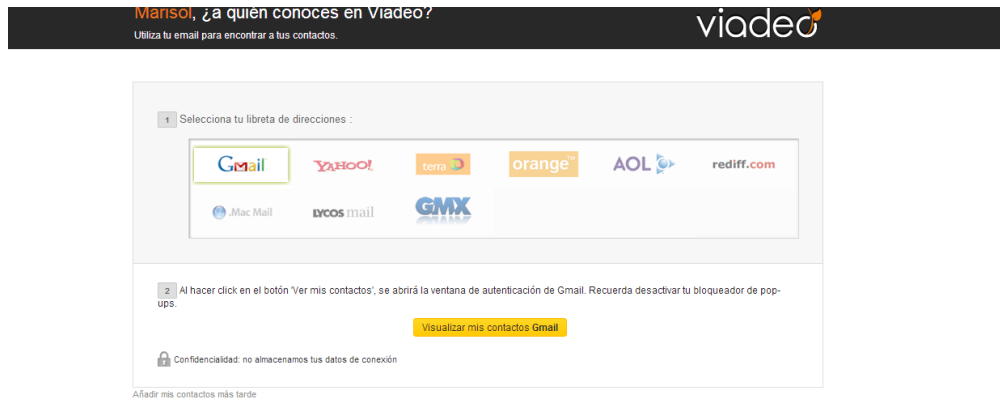 Marisol, ¿a quién conoces en Viadeo?
viadeo
Utiliza tu email para encontrar a tus contactos.
1 Selecciona tu libreta de direcciones :
Gmail YAHOO! terra orange™ AOL rediff.com
.Mac Mail LYCOS mail GMX
2 Al hacer click en el botón 'Ver mis contactos', se abrirá la ventana de autenticación de Gmail. Recuerda desactivar tu bloqueador de pop-
ups.
Visualizar mis contactos Gmail
Confidencialidad: no almacenamos tus datos de conexión
Añadir mis contactos más tarde